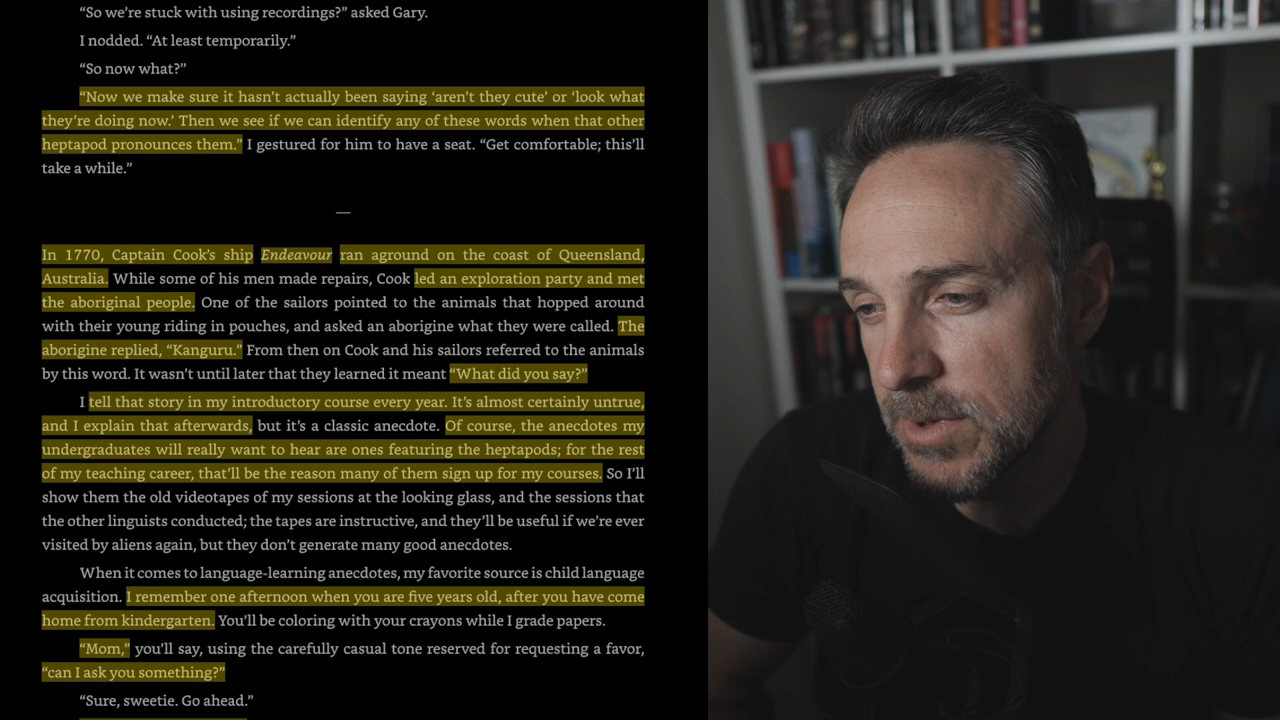 “So we’re stuck with using recordings?” asked Gary.
I nodded. “At least temporarily.”
“So now what?”
“Now we make sure it hasn’t actually been saying ‘aren’t they cute’ or ‘look what
they’re doing now.’ Then we see if we can identify any of these words when that other
heptapod pronounces them.” I gestured for him to have a seat. “Get comfortable; this’ll
take a while.”
—
In 1770, Captain Cook’s ship Endeavour ran aground on the coast of Queensland,
Australia. While some of his men made repairs, Cook led an exploration party and met
the aboriginal people. One of the sailors pointed to the animals that hopped around
with their young riding in pouches, and asked an aborigine what they were called. The
aborigine replied, “Kanguru.” From then on Cook and his sailors referred to the animals
by this word. It wasn’t until later that they learned it meant “What did you say?”
I tell that story in my introductory course every year. It’s almost certainly untrue,
and I explain that afterwards, but it’s a classic anecdote. Of course, the anecdotes my
undergraduates will really want to hear are ones featuring the heptapods; for the rest
of my teaching career, that’ll be the reason many of them sign up for my courses. So I’ll
show them the old videotapes of my sessions at the looking glass, and the sessions that
the other linguists conducted; the tapes are instructive, and they’ll be useful if we’re ever
visited by aliens again, but they don’t generate many good anecdotes.
When it comes to language-learning anecdotes, my favorite source is child language
acquisition. I remember one afternoon when you are five years old, after you have come
home from kindergarten. You’ll be coloring with your crayons while I grade papers.
“Mom,” you’ll say, using the carefully casual tone reserved for requesting a favor,
“can I ask you something?”
“Sure, sweetie. Go ahead.”